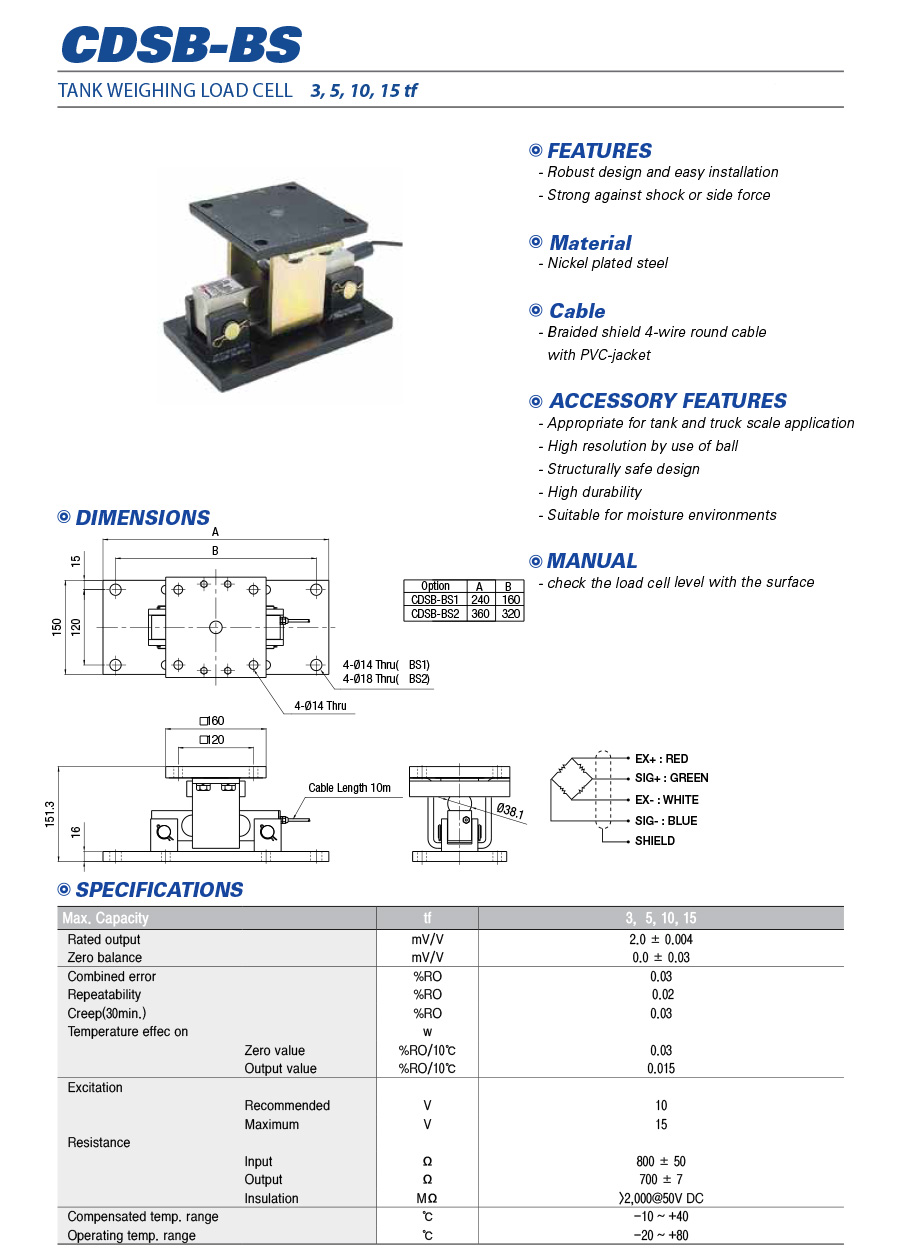 CDSB-BS
TANK WEIGHING LOAD CELL 3, 5, 10, 15 tf
FEATURES
- Robust design and easy installation
- Strong against shock or side force
Material
- Nickel plated steel
Cable
- Braided shield 4-wire round cable
with PVC-jacket
ACCESSORY FEATURES
- Appropriate for tank and truck scale application
- High resolution by use of ball
- Structurally safe design
- High durability
- Suitable for moisture environments
MANUAL
- check the load cell level with the surface
DIMENSIONS
A
B
15
150
120
Option A B
CDSB-BS1 240 160
CDSB-BS2 360 320
4-Ø14 Thru( BS1)
4-Ø18 Thru( BS2)
4-Ø14 Thru
□160
□120
151.3
16
Cable Length 10m
Ø38.1
EX+ : RED
SIG+ : GREEN
EX- : WHITE
SIG- : BLUE
SHIELD
SPECIFICATIONS
Max. Capacity tf 3, 5, 10, 15
Rated output mV/V 2.0 ± 0.004
Zero balance mV/V 0.0 ± 0.03
Combined error %RO 0.03
Repeatability %RO 0.02
Creep(30min.) %RO 0.03
Temperature effec on w
Zero value %RO/10℃ 0.03
Output value %RO/10℃ 0.015
Excitation
Recommended V 10
Maximum V 15
Resistance
Input Ω 800 ± 50
Output Ω 700 ± 7
Insulation MΩ >2,000@50V DC
Compensated temp. range ℃ -10 ~ +40
Operating temp. range ℃ -20 ~ +80